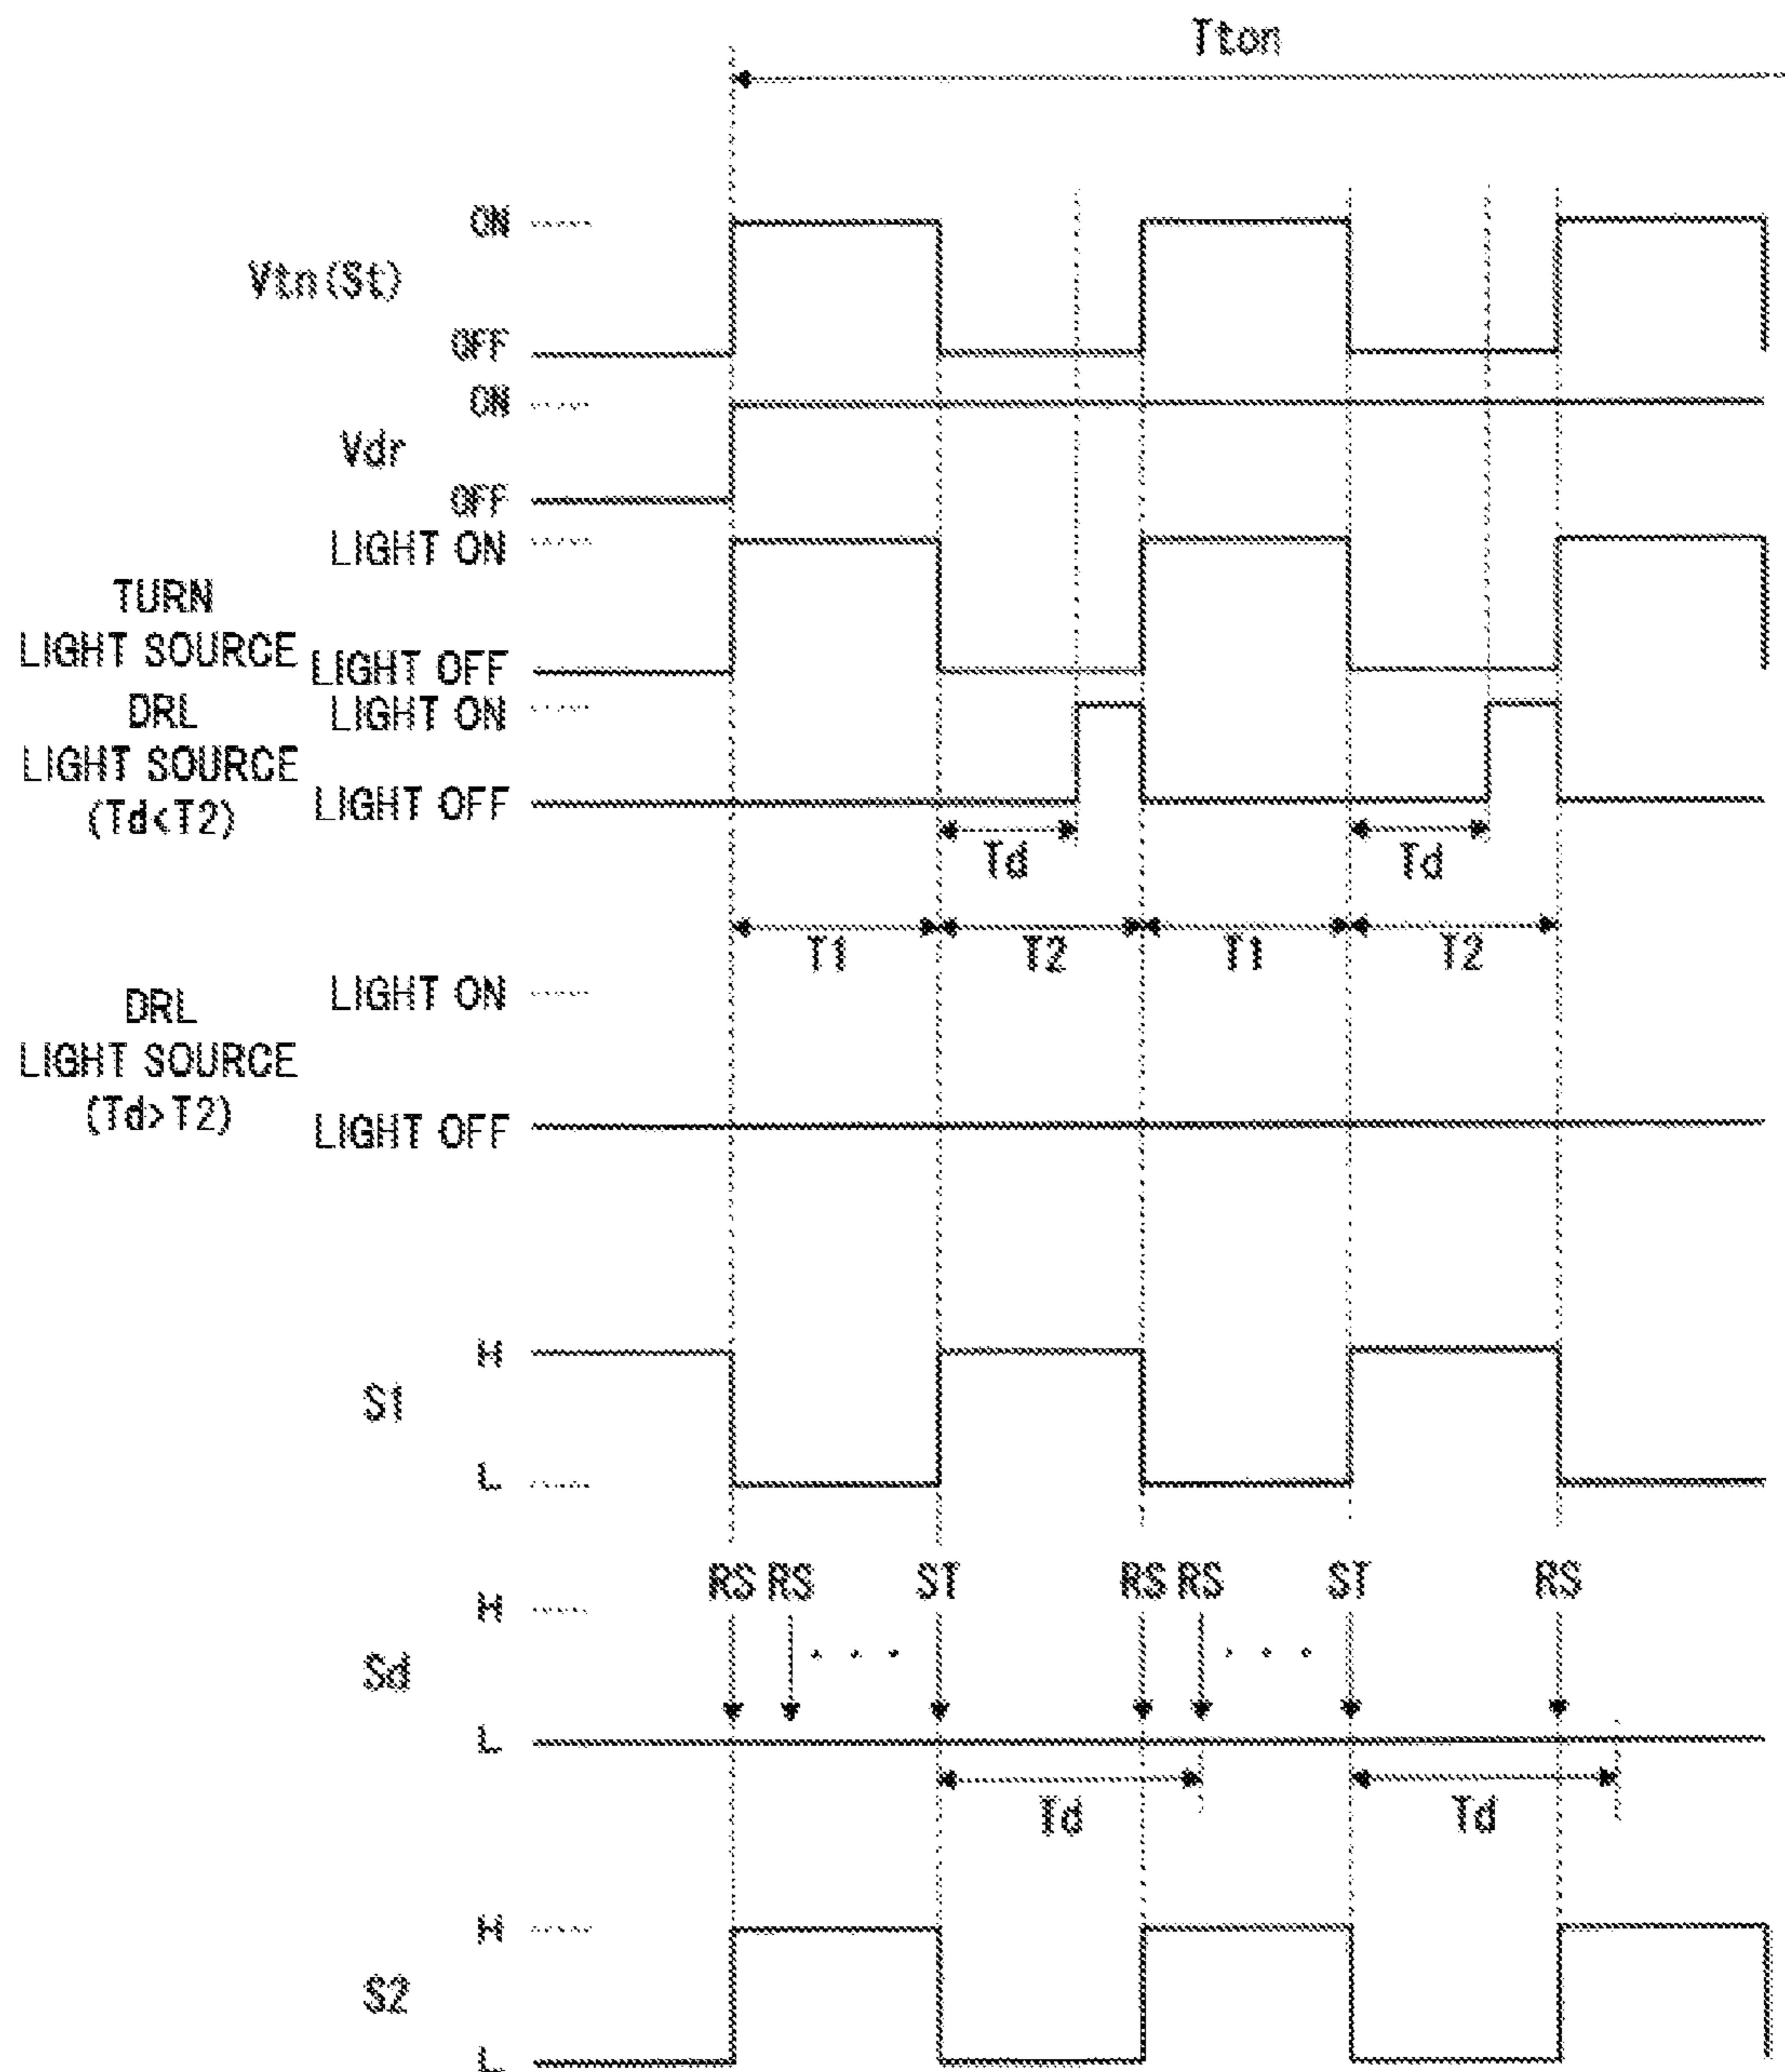 Tton
ON
Vtn(St)
OFF
ON
Vdr
OFF
LIGHT ON
TURN
LIGHT SOURCE
LIGHT OFF
LIGHT ON
DRL
LIGHT SOURCE
(Td<T2)
LIGHT OFF
Td Td
T1 T2 T1 T2
LIGHT ON
DRL
LIGHT SOURCE
(Td>T2)
LIGHT OFF
H
S1
L
RS RS ST RS RS ST RS
H
. . . . . .
Sd
L
Td Td
H
S2
L